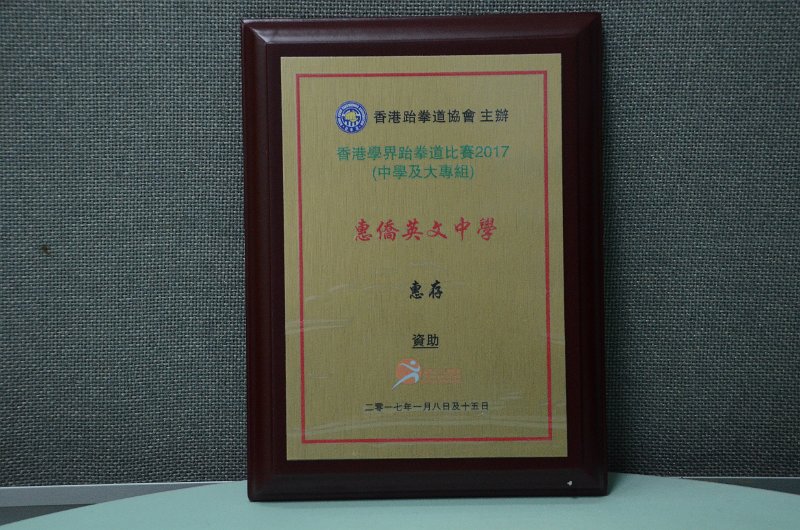 香港跆拳道協會 主辦
香港學界跆拳道比賽2017
(中學及大專組)
惠僑英文中學
惠存
資助
二零一七年一月八日及十五日